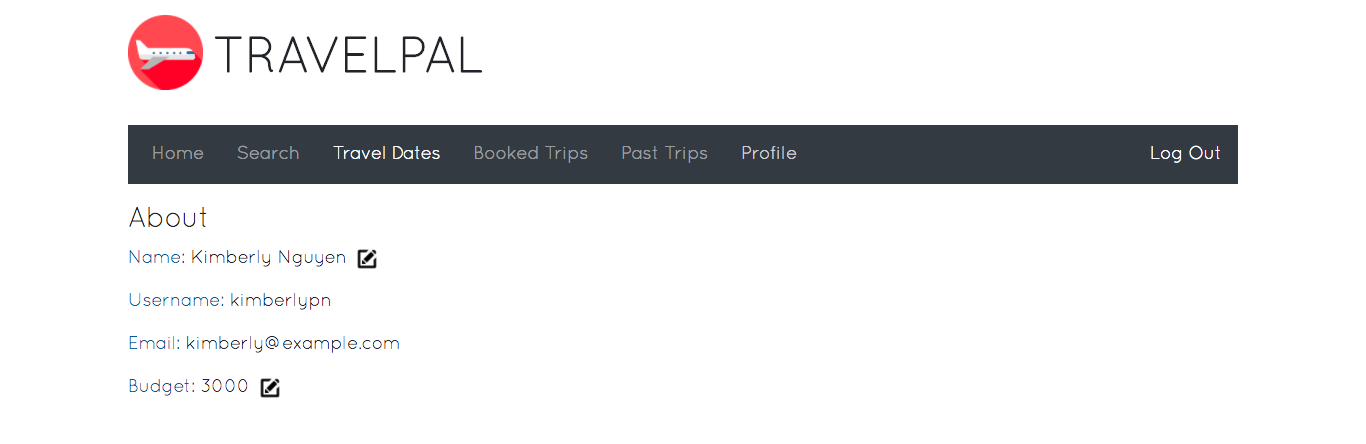 TRAVELPAL
Home Search Travel Dates Booked Trips Past Trips Profile Log Out
About
Name: Kimberly Nguyen
Username: kimberlypn
Email: kimberly@example.com
Budget: 3000